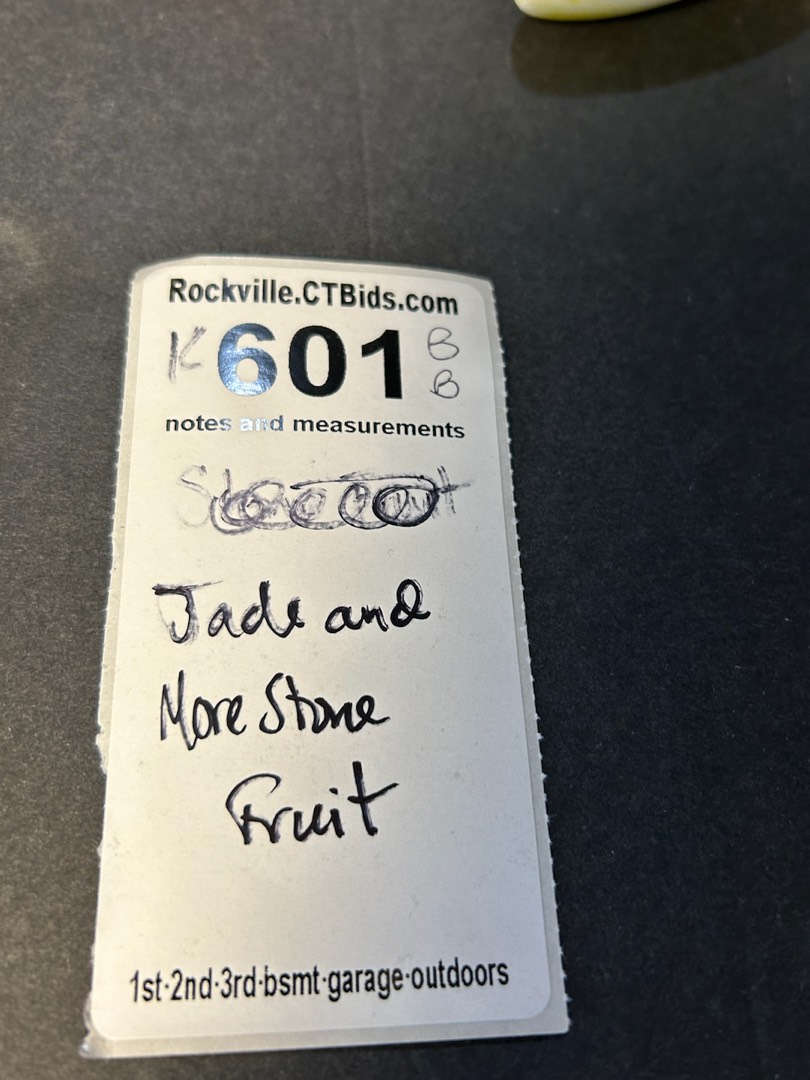 Rockville.CTBids.com
K 601 B
B
notes and measurements
Jade and
More Stone
Fruit
1st·2nd·3rd·bsmt·garage·outdoors